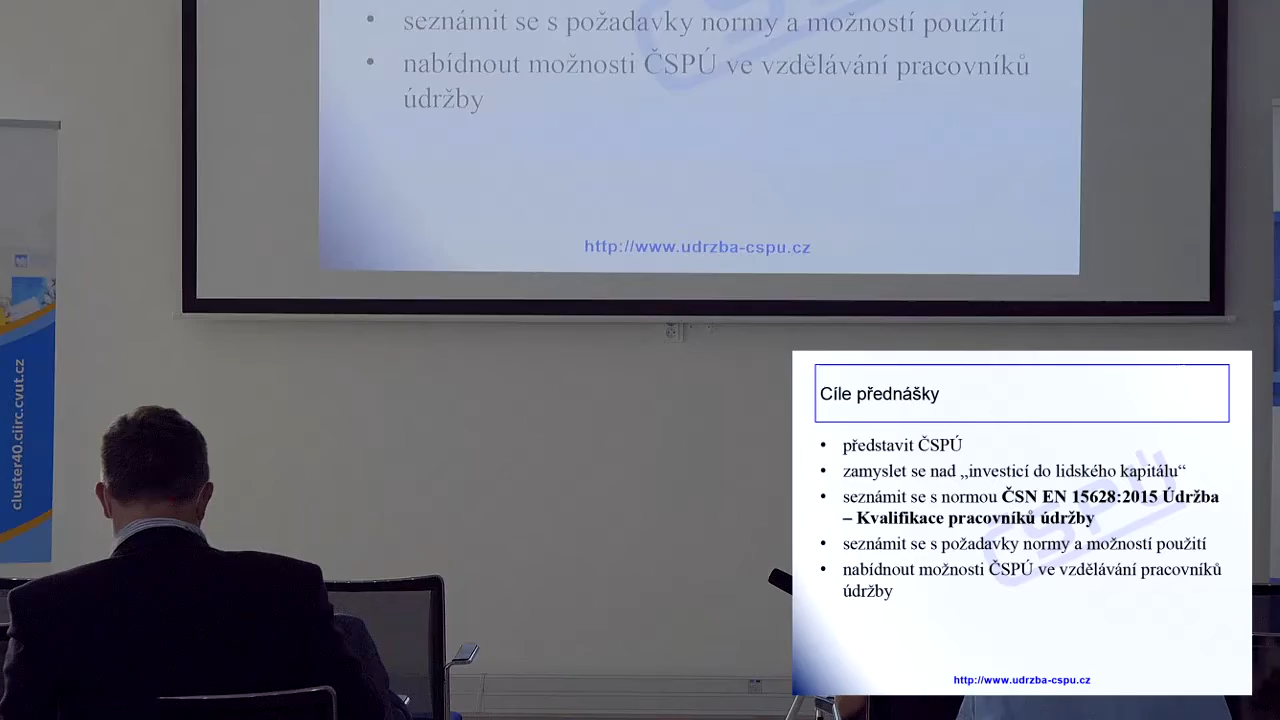 seznámit se s požadavky normy a možností použití
nabídnout možnosti ČSPÚ ve vzdělávání pracovníků
údržby
http://www.udrzba-cspu.cz
cluster40.ciirc.cvut.cz
Cíle přednášky
představit ČSPÚ
zamyslet se nad „investicí do lidského kapitálu“
seznámit se s normou ČSN EN 15628:2015 Údržba
– Kvalifikace pracovníků údržby
seznámit se s požadavky normy a možností použití
nabídnout možnosti ČSPÚ ve vzdělávání pracovníků
údržby
http://www.udrzba-cspu.cz